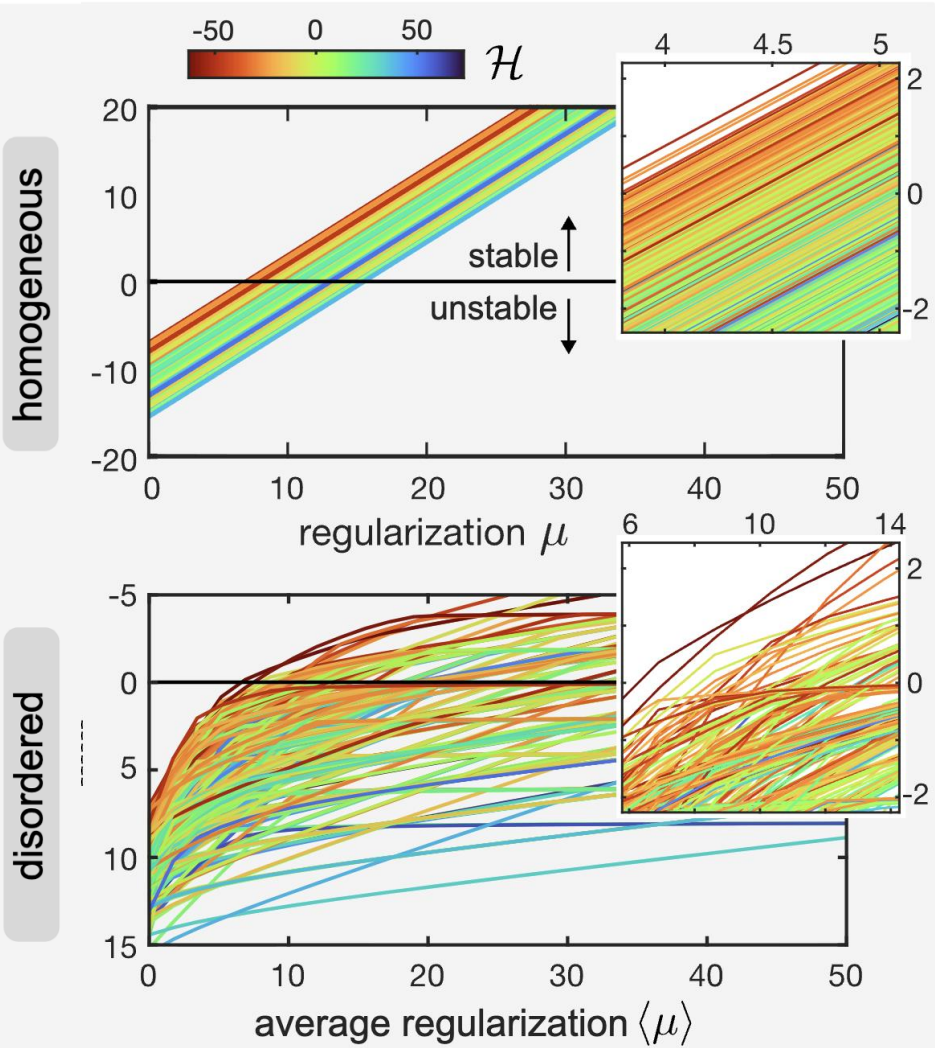 -50 0 50 ℋ
4 4.5 5
homogeneous
20
10
0
-10
-20
stable
unstable
2
0
-2
0 10 20 30 40 50
regularization μ
6 10 14
disordered
-5
0
5
10
15
2
0
-2
0 10 20 30 40 50
average regularization ⟨μ⟩